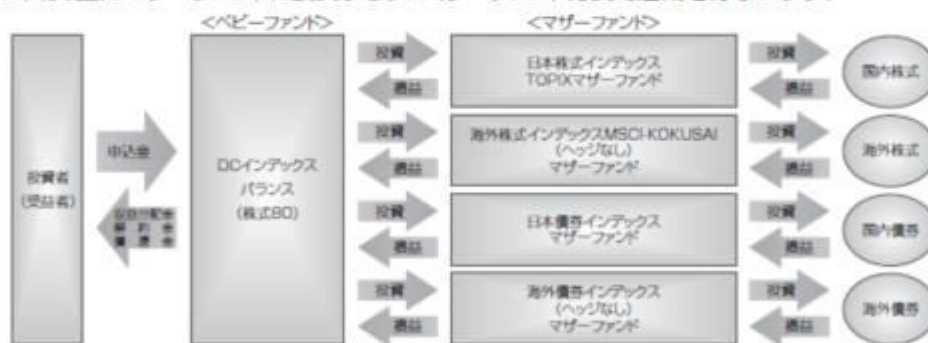 <ベビーファンド>
<マザーファンド>
投資者
(受益者)
申込金
収益分配金
解約金
償還金
DCインデックス
バランス
(株式80)
投資
損益
日本株式インデックス
TOPIXマザーファンド
投資
損益
国内株式
投資
損益
海外株式インデックスMSCI-KOKUSAI
(ヘッジなし)
マザーファンド
投資
損益
海外株式
投資
損益
日本債券インデックス
マザーファンド
投資
損益
国内債券
投資
損益
海外債券インデックス
(ヘッジなし)
マザーファンド
投資
損益
海外債券